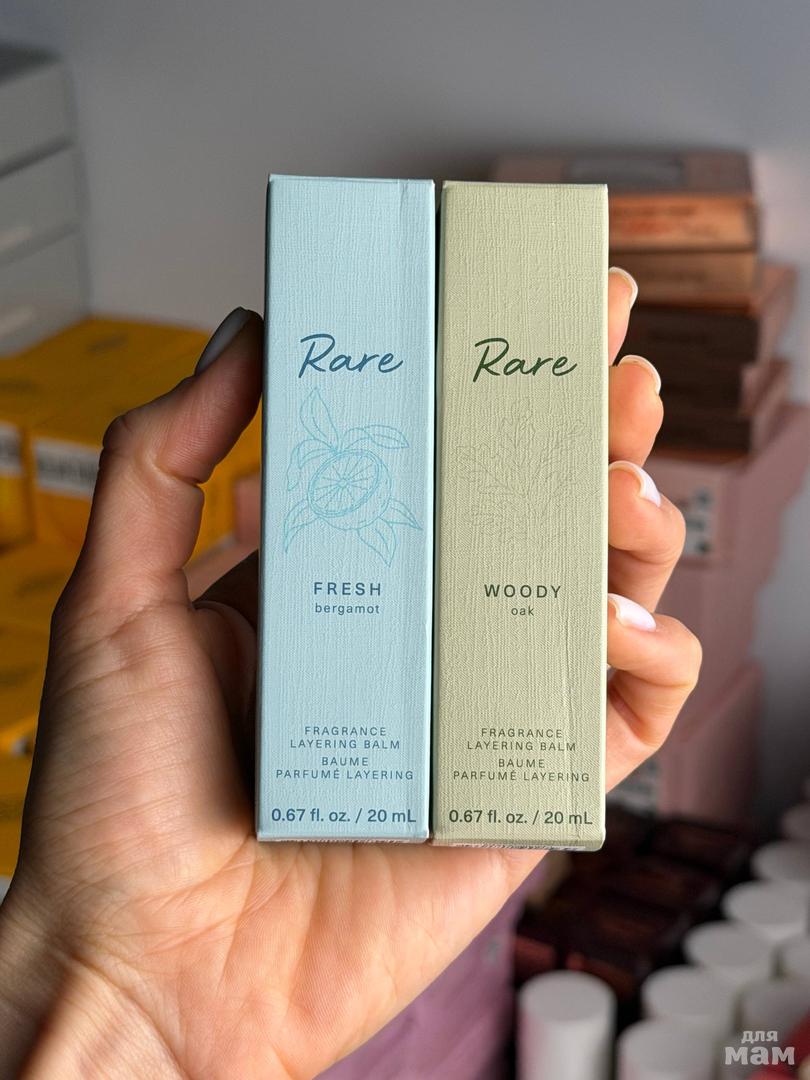 Rare
FRESH
bergamot
FRAGRANCE
LAYERING BALM
BAUME
PARFUMÉ LAYERING
0.67 fl. oz. / 20 mL
Rare
WOODY
oak
FRAGRANCE
LAYERING BALM
BAUME
PARFUMÉ LAYERING
0.67 fl. oz. / 20 mL
для
мам